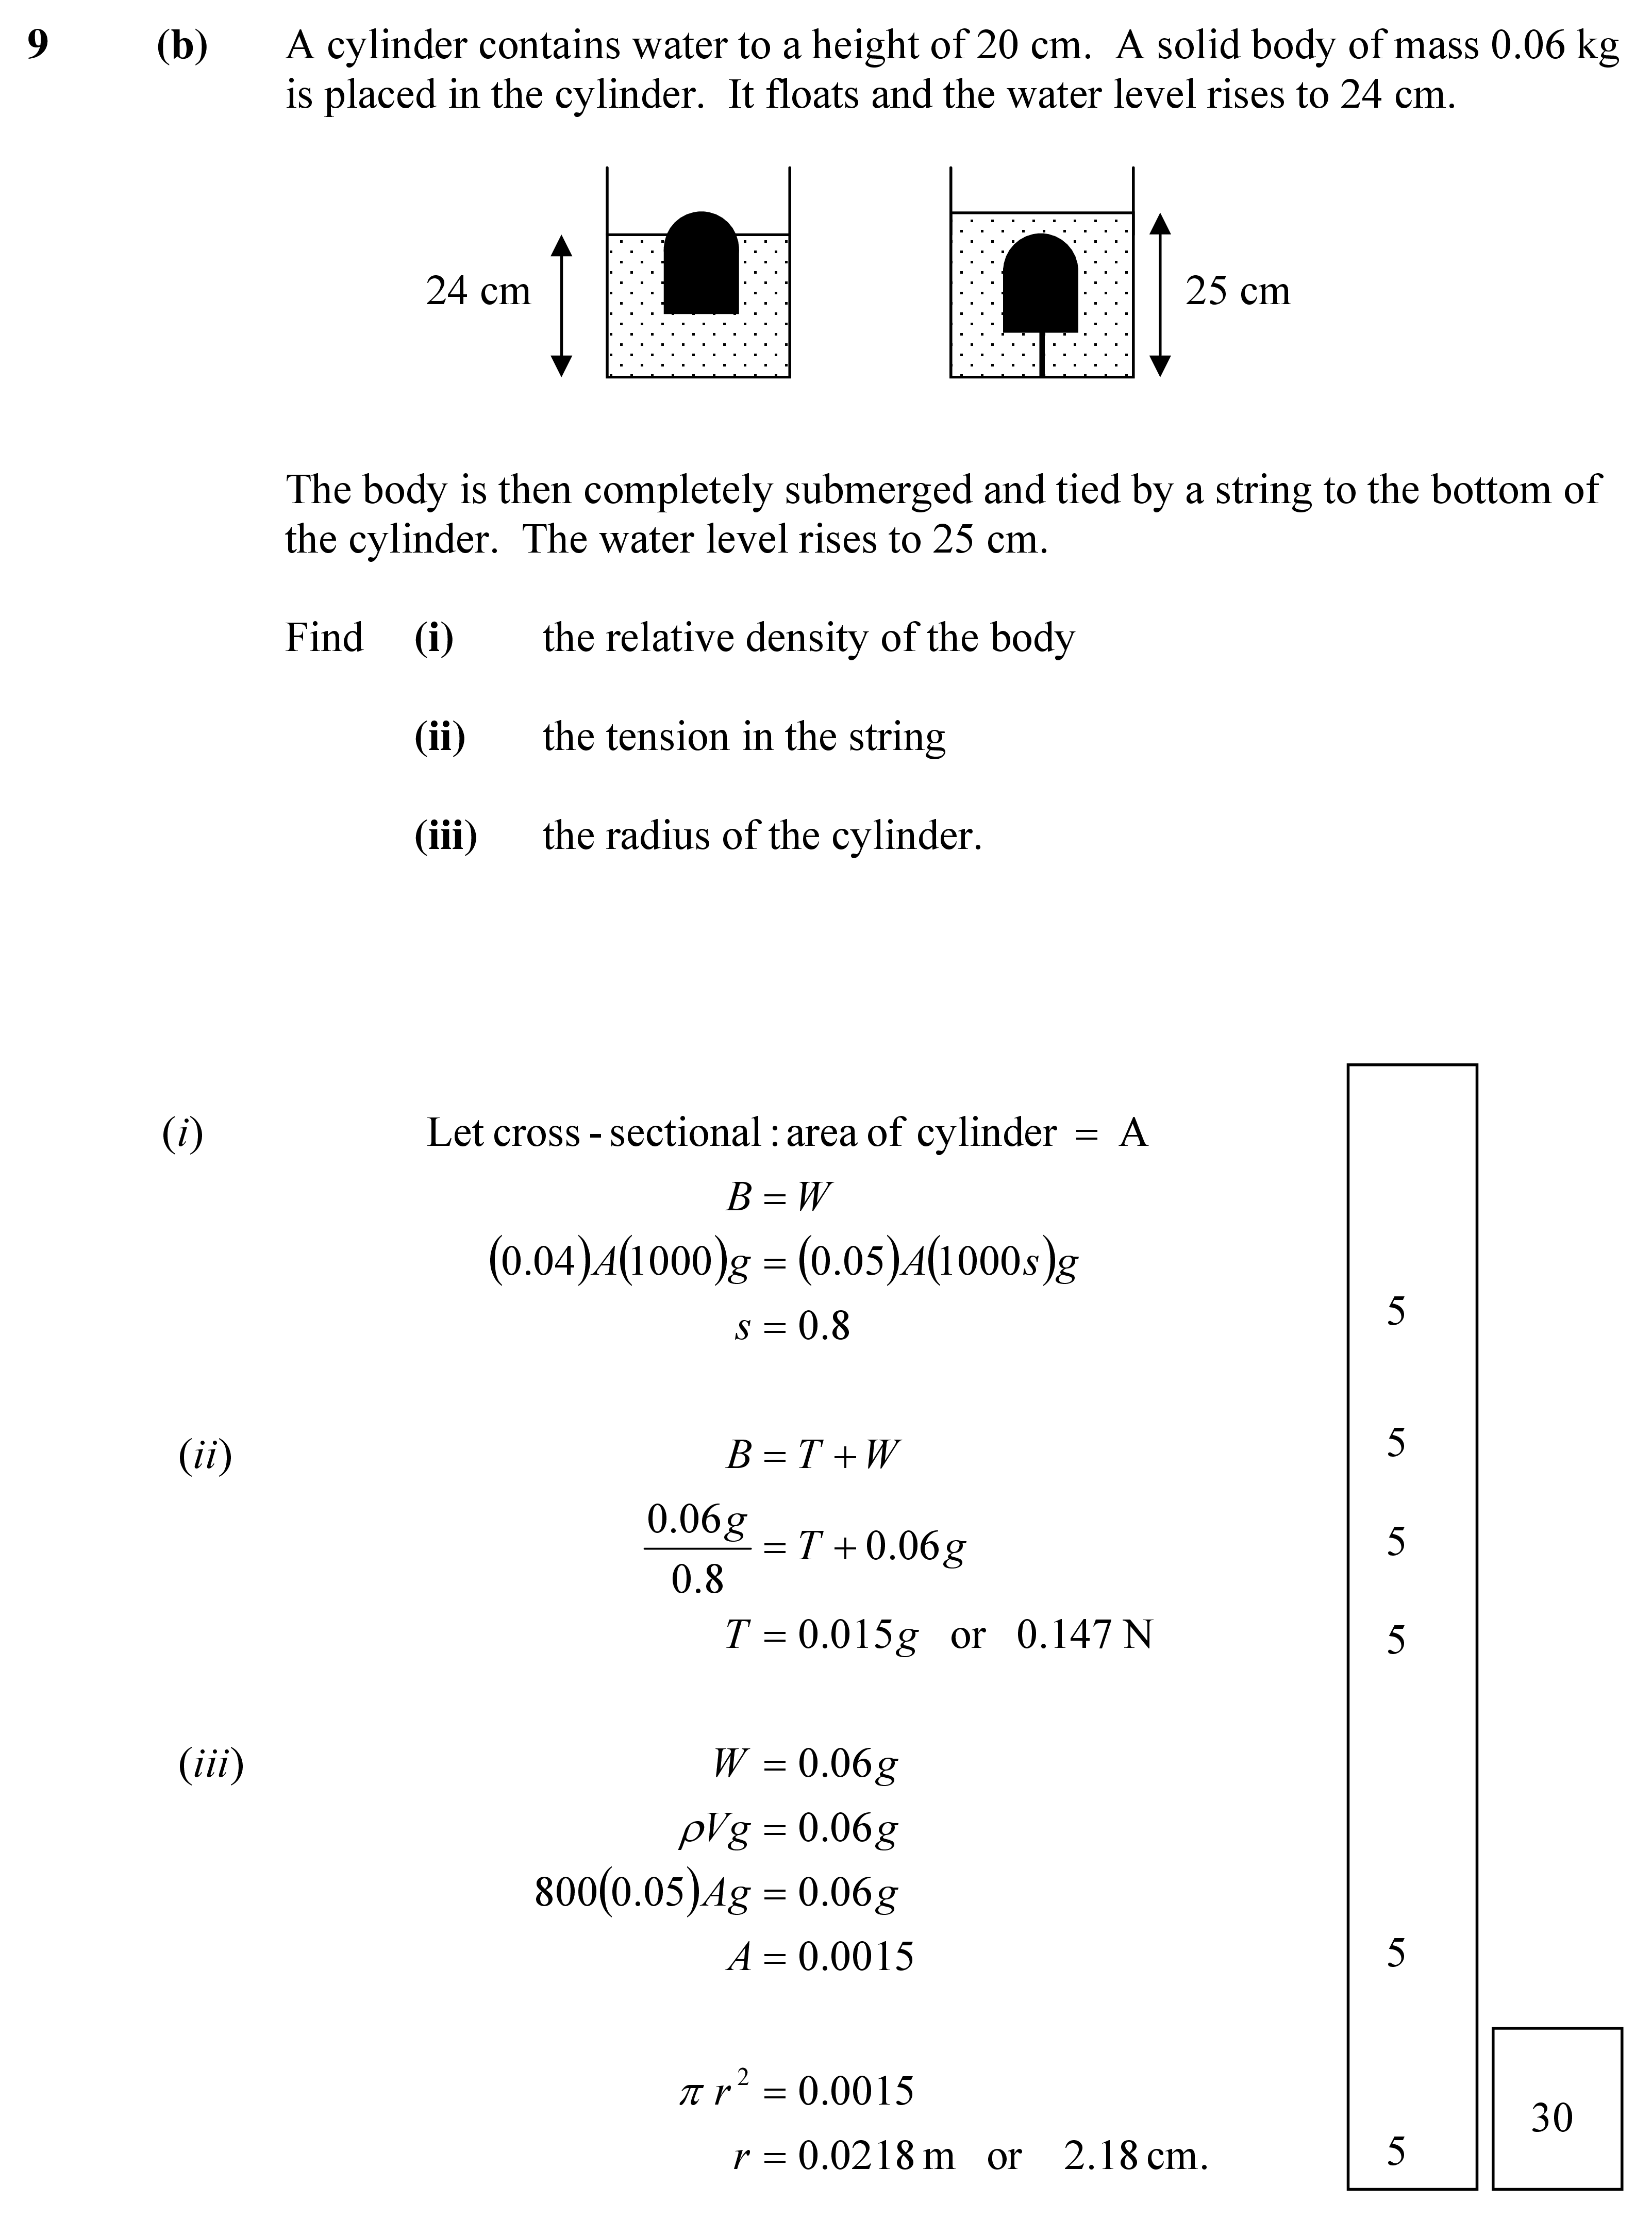 9 (b) A cylinder contains water to a height of 20 cm. A solid body of mass 0.06 kg
is placed in the cylinder. It floats and the water level rises to 24 cm.
24 cm 25 cm
The body is then completely submerged and tied by a string to the bottom of
the cylinder. The water level rises to 25 cm.
Find (i) the relative density of the body
(ii) the tension in the string
(iii) the radius of the cylinder.
(i) Let cross - sectional : area of cylinder = A
B = W
(0.04)A(1000)g = (0.05)A(1000s)g
s = 0.8 5
(ii) B = T + W 5
0.06g/0.8 = T + 0.06g 5
T = 0.015g or 0.147 N 5
(iii) W = 0.06g
ρVg = 0.06g
800(0.05)Ag = 0.06g
A = 0.0015 5
π r² = 0.0015
30
r = 0.0218 m or 2.18 cm. 5